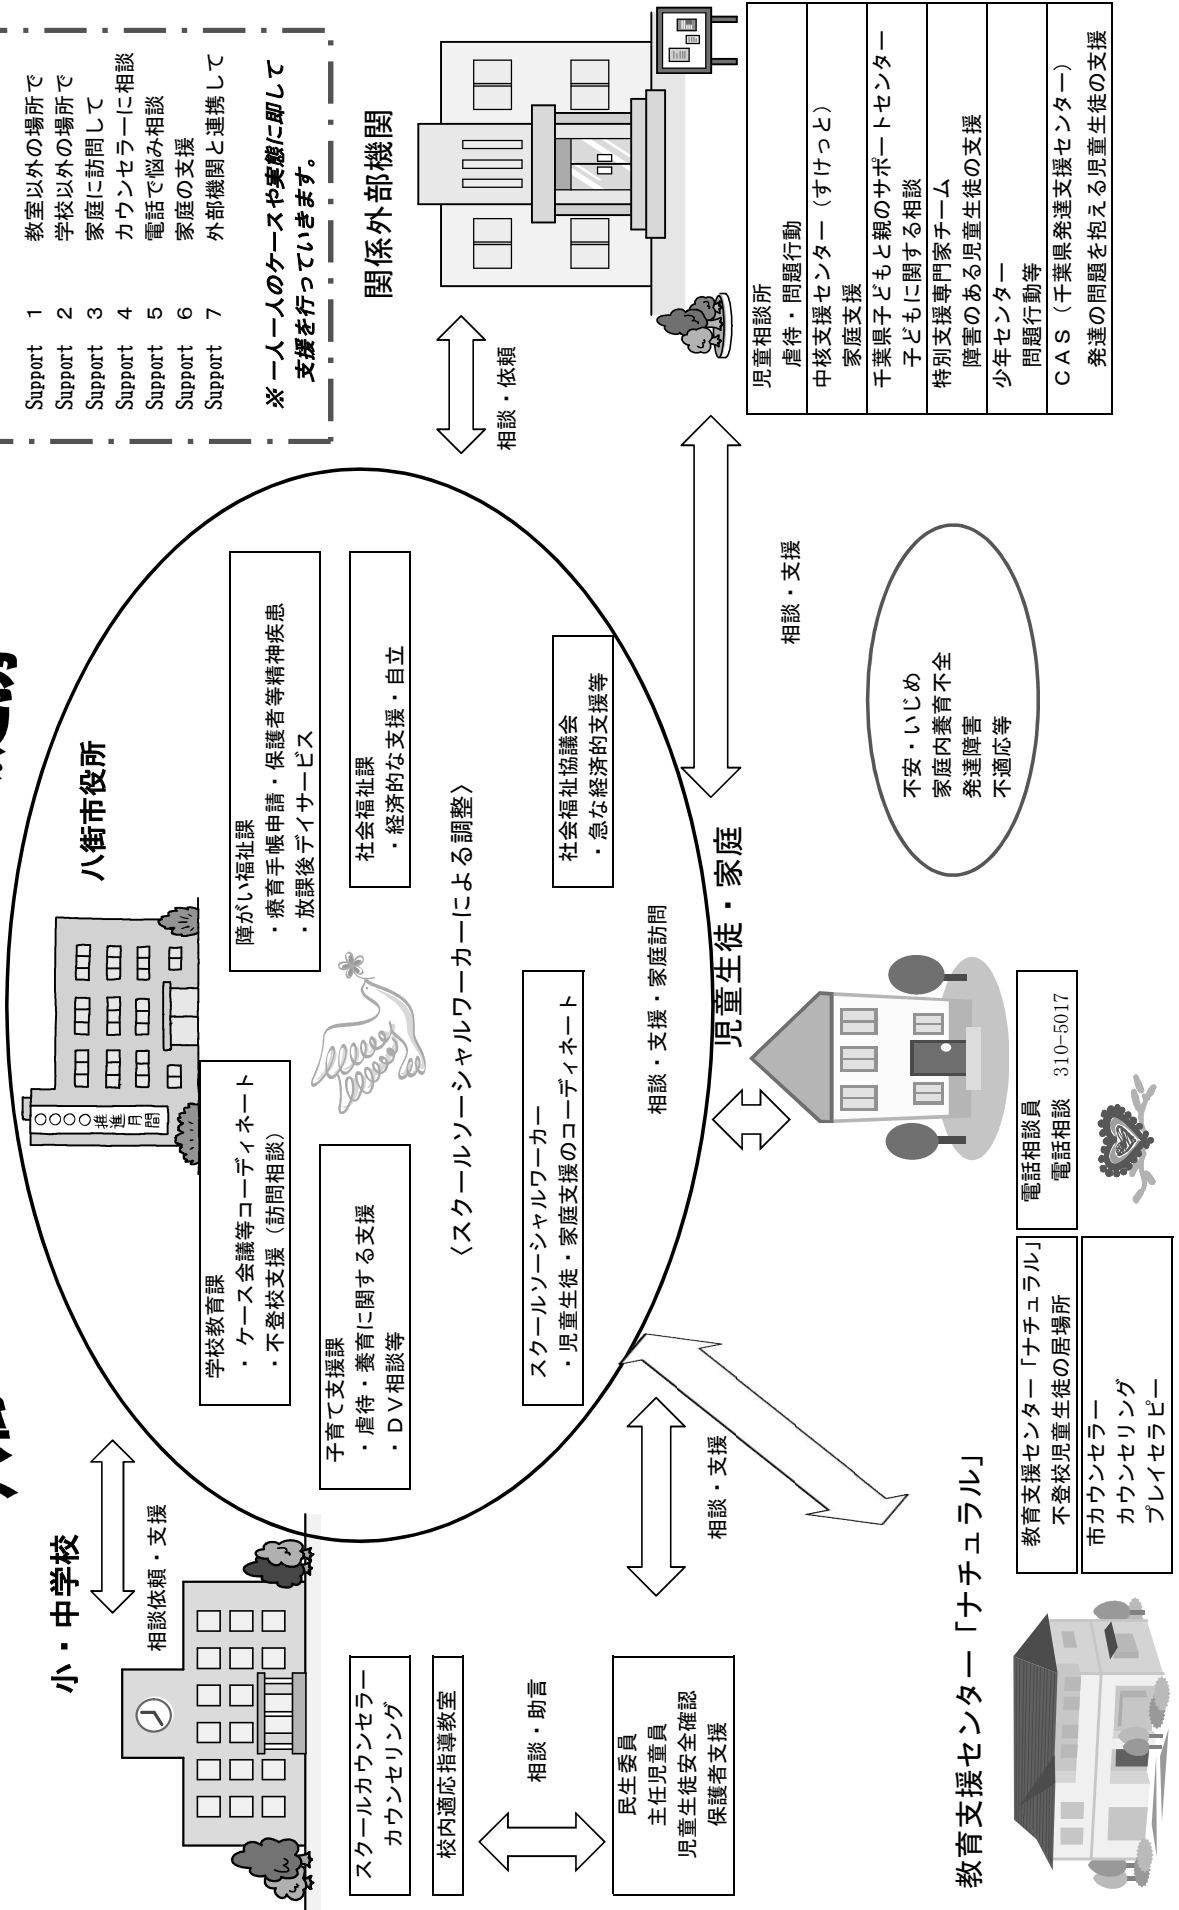 Support 1 教室以外の場所で
Support 2 学校以外の場所で
Support 3 家庭に訪問して
Support 4 カウンセラーに相談
Support 5 電話で悩み相談
Support 6 家庭の支援
Support 7 外部機関と連携して
※ 一人一人のケースや実態に即して
支援を行っていきます。
小・中学校
相談依頼・支援
スクールカウンセラー
カウンセリング
校内適応指導教室
相談・助言
民生委員
主任児童員
児童生徒安全確認
保護者支援
八街市役所
○○○○推進月間
学校教育課
・ケース会議等コーディネート
・不登校支援（訪問相談）
障がい福祉課
・療育手帳申請・保護者等精神疾患
・放課後デイサービス
子育て支援課
・虐待・養育に関する支援
・ＤＶ相談等
社会福祉課
・経済的な支援・自立
〈スクールソーシャルワーカーによる調整〉
スクールソーシャルワーカー
・児童生徒・家庭支援のコーディネート
社会福祉協議会
・急な経済的支援等
相談・支援・家庭訪問
相談・支援
関係外部機関
相談・依頼
児童相談所
虐待・問題行動
中核支援センター（すけっと）
家庭支援
千葉県子どもと親のサポートセンター
子どもに関する相談
特別支援専門家チーム
障害のある児童生徒の支援
少年センター
問題行動等
ＣＡＳ（千葉県発達支援センター）
発達の問題を抱える児童生徒の支援
相談・支援
児童生徒・家庭
不安・いじめ
家庭内養育不全
発達障害
不適応等
教育支援センター「ナチュラル」
教育支援センター「ナチュラル」
不登校児童生徒の居場所
市カウンセラー
カウンセリング
プレイセラピー
電話相談員
電話相談 310-5017